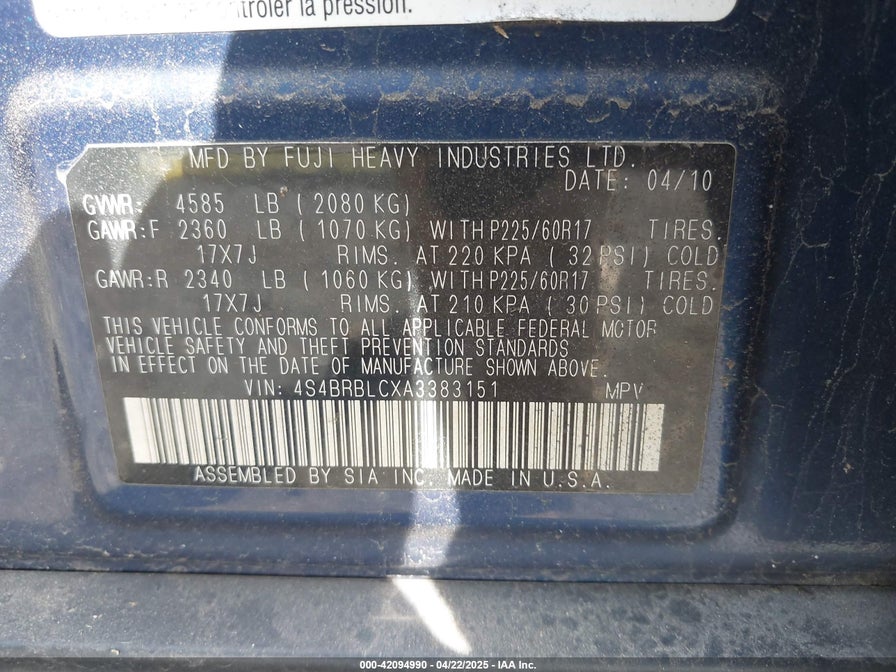 contrôler la pression.
MFD BY FUJI HEAVY INDUSTRIES LTD.
DATE: 04/10
GVWR: 4585 LB ( 2080 KG)
GAWR:F 2360 LB ( 1070 KG) WITH P225/60R17 TIRES.
17X7J RIMS. AT 220 KPA ( 32 PSI) COLD
GAWR:R 2340 LB ( 1060 KG) WITH P225/60R17 TIRES.
17X7J RIMS. AT 210 KPA ( 30 PSI) COLD
THIS VEHICLE CONFORMS TO ALL APPLICABLE FEDERAL MOTOR
VEHICLE SAFETY AND THEFT PREVENTION STANDARDS
IN EFFECT ON THE DATE OF MANUFACTURE SHOWN ABOVE.
VIN: 4S4BRBLCXA3383151 MPV
ASSEMBLED BY SIA INC. MADE IN U.S.A.
000-42094990 — 04/22/2025 — IAA Inc.